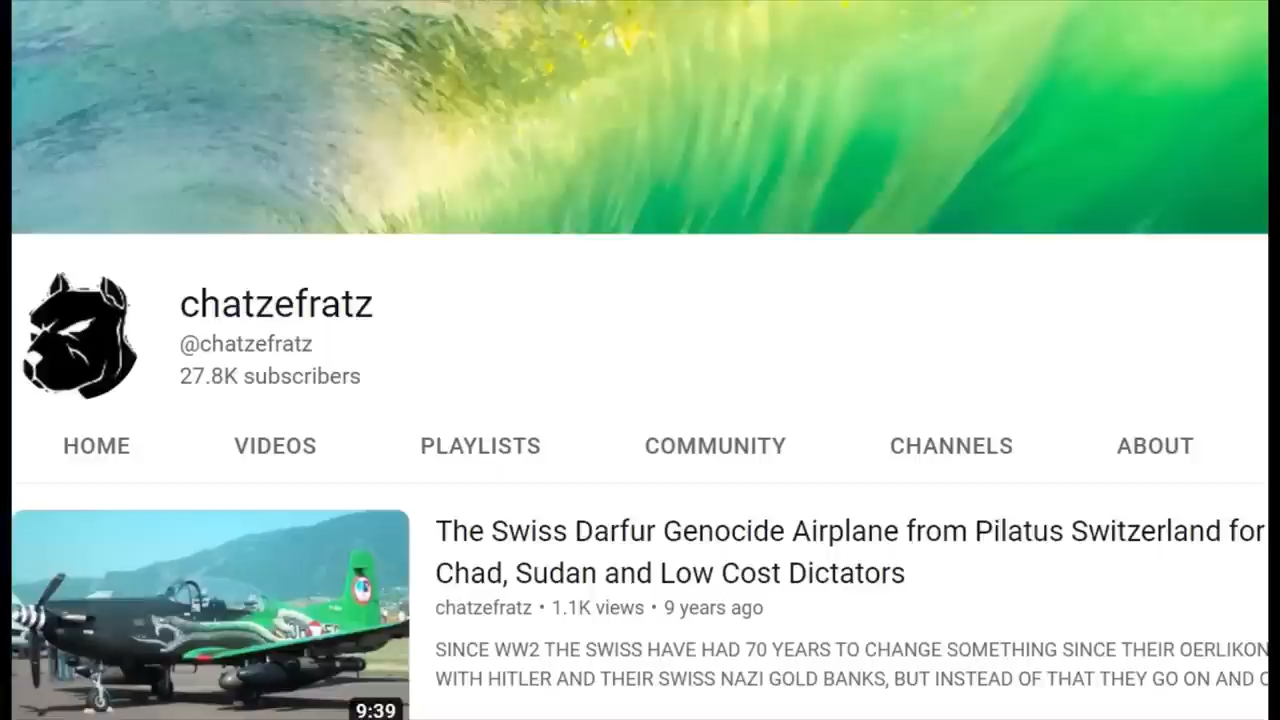 chatzefratz
@chatzefratz
27.8K subscribers
HOME VIDEOS PLAYLISTS COMMUNITY CHANNELS ABOUT
The Swiss Darfur Genocide Airplane from Pilatus Switzerland for
Chad, Sudan and Low Cost Dictators
chatzefratz • 1.1K views • 9 years ago
SINCE WW2 THE SWISS HAVE HAD 70 YEARS TO CHANGE SOMETHING SINCE THEIR OERLIKON
WITH HITLER AND THEIR SWISS NAZI GOLD BANKS, BUT INSTEAD OF THAT THEY GO ON AND
9:39